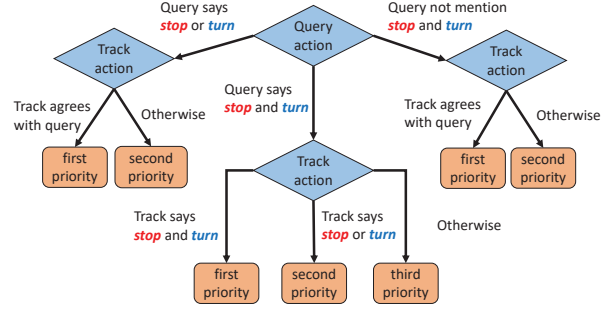 Query says
stop or turn
Query
action
Query not mention
stop and turn
Track
action
Track
action
Query says
stop and turn
Track agrees
with query
Otherwise
Track agrees
with query
Otherwise
first
priority
second
priority
Track
action
first
priority
second
priority
Track says
stop and turn
Track says
stop or turn
Otherwise
first
priority
second
priority
third
priority